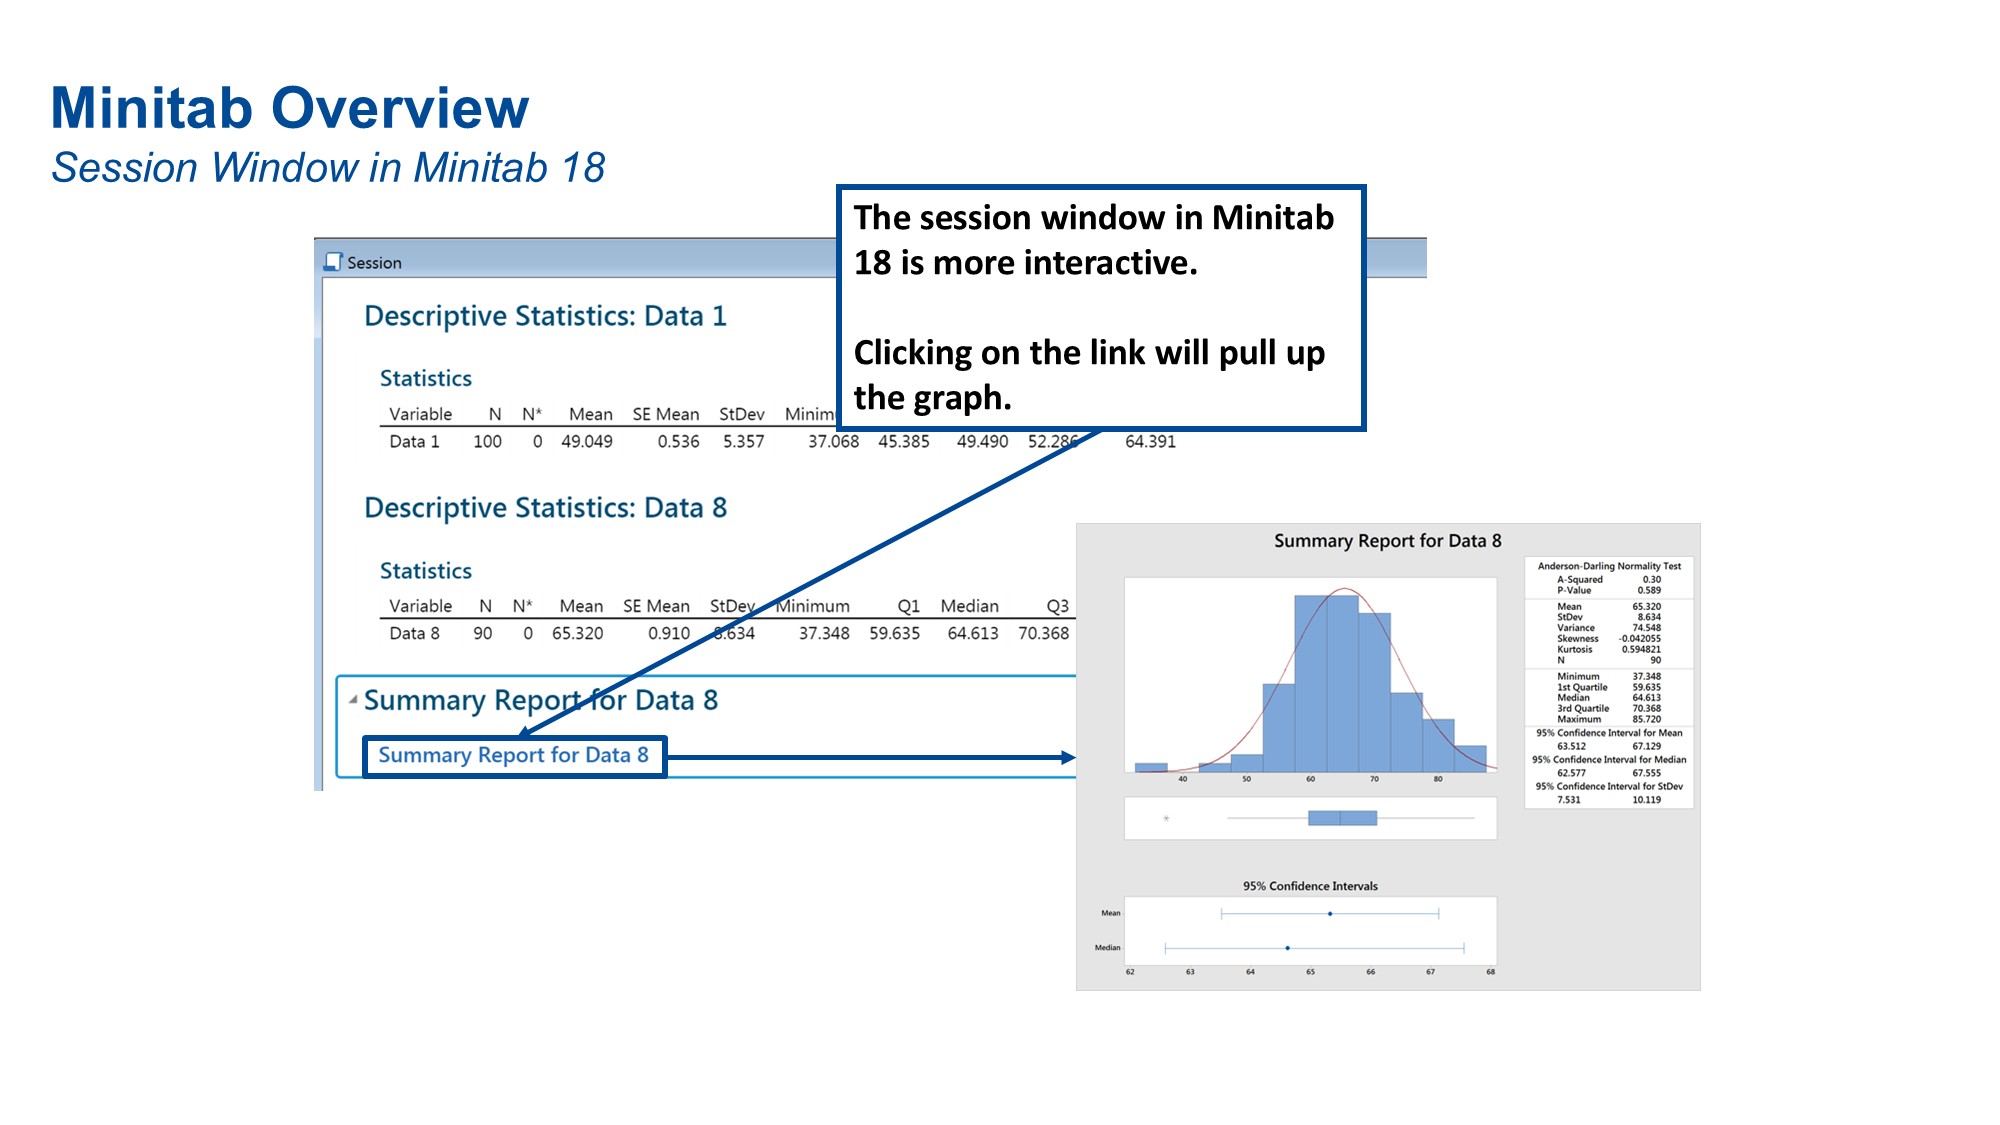 Minitab Overview
Session Window in Minitab 18
The session window in Minitab
18 is more interactive.
Clicking on the link will pull up
the graph.
Session
Descriptive Statistics: Data 1
Statistics
Variable N N* Mean SE Mean StDev
Data 1 100 0 49.049 0.536 5.357 37.068 45.385 49.490 52.286 64.391
Descriptive Statistics: Data 8
Statistics
Variable N N* Mean SE Mean StDev Minimum Q1 Median Q3
Data 8 90 0 65.320 0.910 8.634 37.348 59.635 64.613 70.368
Summary Report for Data 8
Summary Report for Data 8
Summary Report for Data 8
40 50 60 70 80
Anderson-Darling Normality Test
A-Squared 0.30
P-Value 0.589
Mean 65.320
StDev 8.634
Variance 74.548
Skewness -0.042055
Kurtosis 0.594821
N 90
Minimum 37.348
1st Quartile 59.635
Median 64.613
3rd Quartile 70.368
Maximum 85.720
95% Confidence Interval for Mean
63.512 67.129
95% Confidence Interval for Median
62.577 67.555
95% Confidence Interval for StDev
7.531 10.119
95% Confidence Intervals
Mean
Median
62 63 64 65 66 67 68